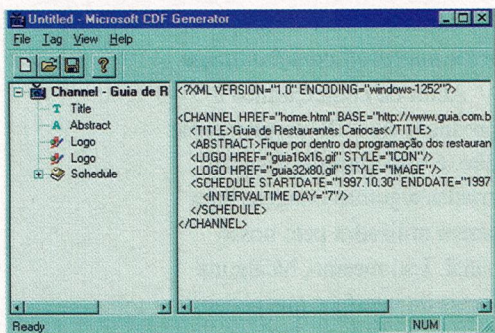 Untitled - Microsoft CDF Generator
File Tag View Help
Channel - Guia de R
Title
Abstract
Logo
Logo
Schedule
<?XML VERSION="1.0" ENCODING="windows-1252"?>
<CHANNEL HREF="home.html" BASE="http://www.guia.com.b
<TITLE>Guia de Restaurantes Cariocas</TITLE>
<ABSTRACT>Fique por dentro da programação dos restauran
<LOGO HREF="guia16x16.gif" STYLE="ICON"/>
<LOGO HREF="guia32x80.gif" STYLE="IMAGE"/>
<SCHEDULE STARTDATE="1997.10.30" ENDDATE="1997
<INTERVALTIME DAY="7"/>
</SCHEDULE>
</CHANNEL>
Ready
NUM